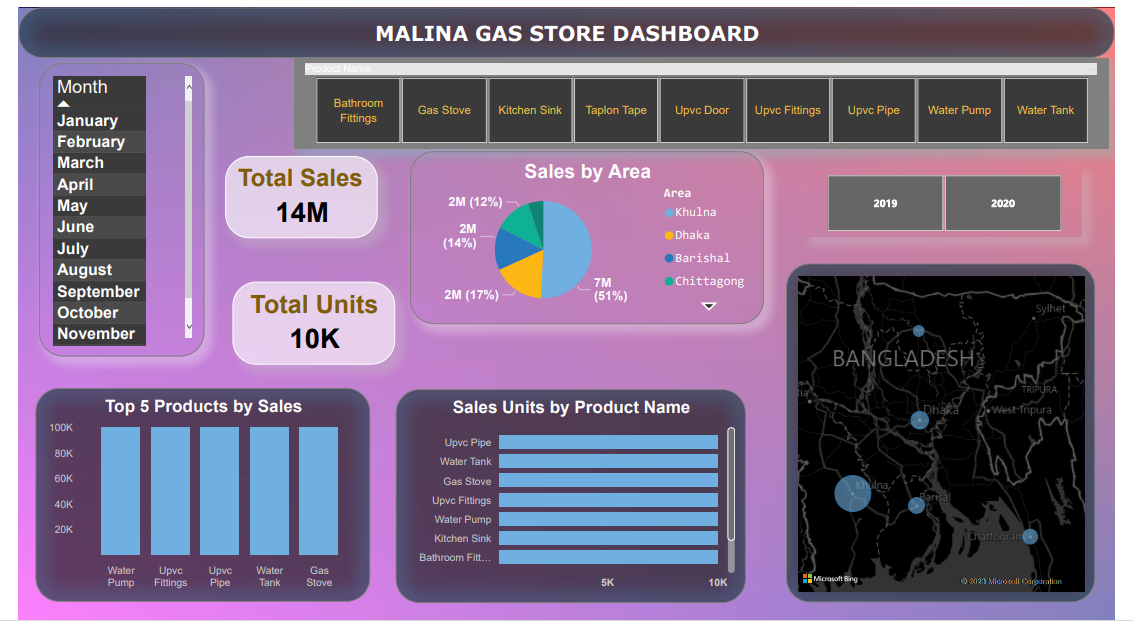 MALINA GAS STORE DASHBOARD
Month
January
February
March
April
May
June
July
August
September
October
November
Product Name
Bathroom
Fittings
Gas Stove
Kitchen Sink
Taplon Tape
Upvc Door
Upvc Fittings
Upvc Pipe
Water Pump
Water Tank
Total Sales
14M
Total Units
10K
Sales by Area
2M (12%)
2M
(14%)
2M (17%)
7M
(51%)
Area
Khulna
Dhaka
Barishal
Chittagong
2019
2020
Sylhet
BANGLADESH
TRIPURA
Dhaka
West Tripura
Khulna
Barisal
Chattogram
Microsoft Bing
© 2023 Microsoft Corporation
Top 5 Products by Sales
100K
80K
60K
40K
20K
Water
Pump
Upvc
Fittings
Upvc
Pipe
Water
Tank
Gas
Stove
Sales Units by Product Name
Upvc Pipe
Water Tank
Gas Stove
Upvc Fittings
Water Pump
Kitchen Sink
Bathroom Fitt...
5K
10K